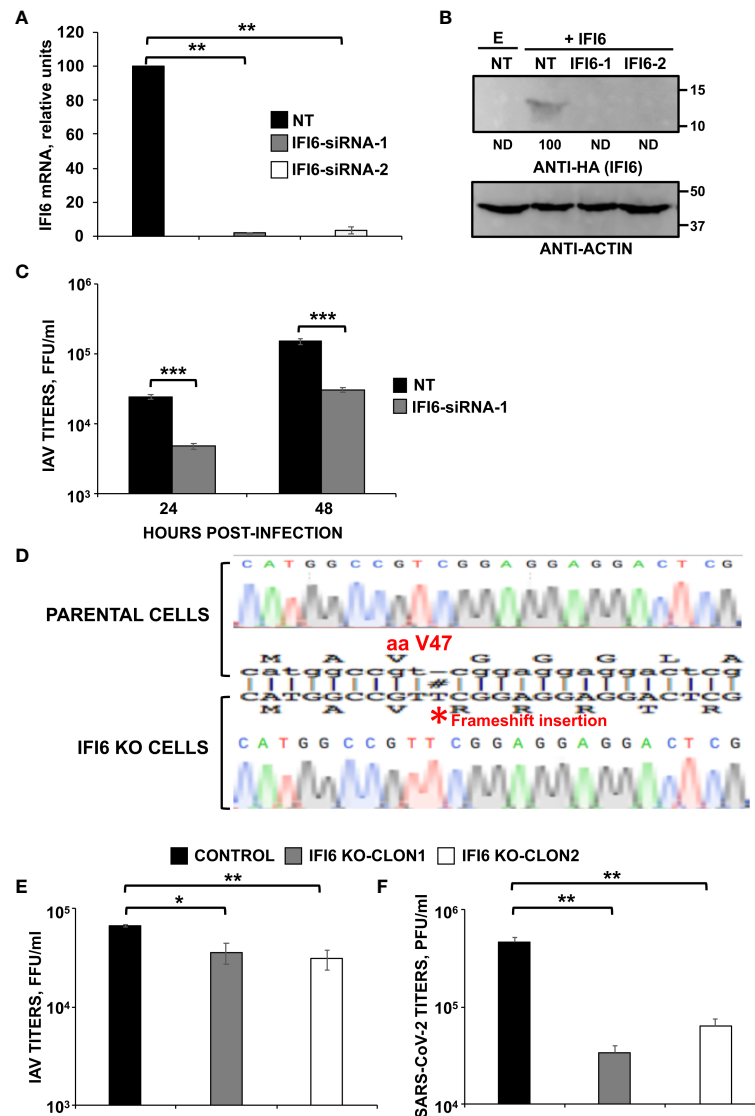 A
IFI6 mRNA, relative units
120
100
80
60
40
20
0
**
**
NT
IFI6-siRNA-1
IFI6-siRNA-2
B
E
+ IFI6
NT NT IFI6-1 IFI6-2
15
10
ND 100 ND ND
ANTI-HA (IFI6)
50
37
ANTI-ACTIN
C
IAV TITERS, FFU/ml
10⁶
10⁵
10⁴
10³
***
***
NT
IFI6-siRNA-1
24 48
HOURS POST-INFECTION
D
PARENTAL CELLS
C A T G G C C G T C G G A G G A G G A C T C G
aa V47
M A V G G G L A
catggccgt-cggaggaggactcg
#
CATGGCCGTTCGGAGGAGGACTCG
M A V R R R T R
* Frameshift insertion
IFI6 KO CELLS
C A T G G C C G T T C G G A G G A G G A C T C G
CONTROL IFI6 KO-CLON1 IFI6 KO-CLON2
E
IAV TITERS, FFU/ml
10⁵
10⁴
10³
**
*
F
SARS-CoV-2 TITERS, PFU/ml
10⁶
10⁵
10⁴
**
**